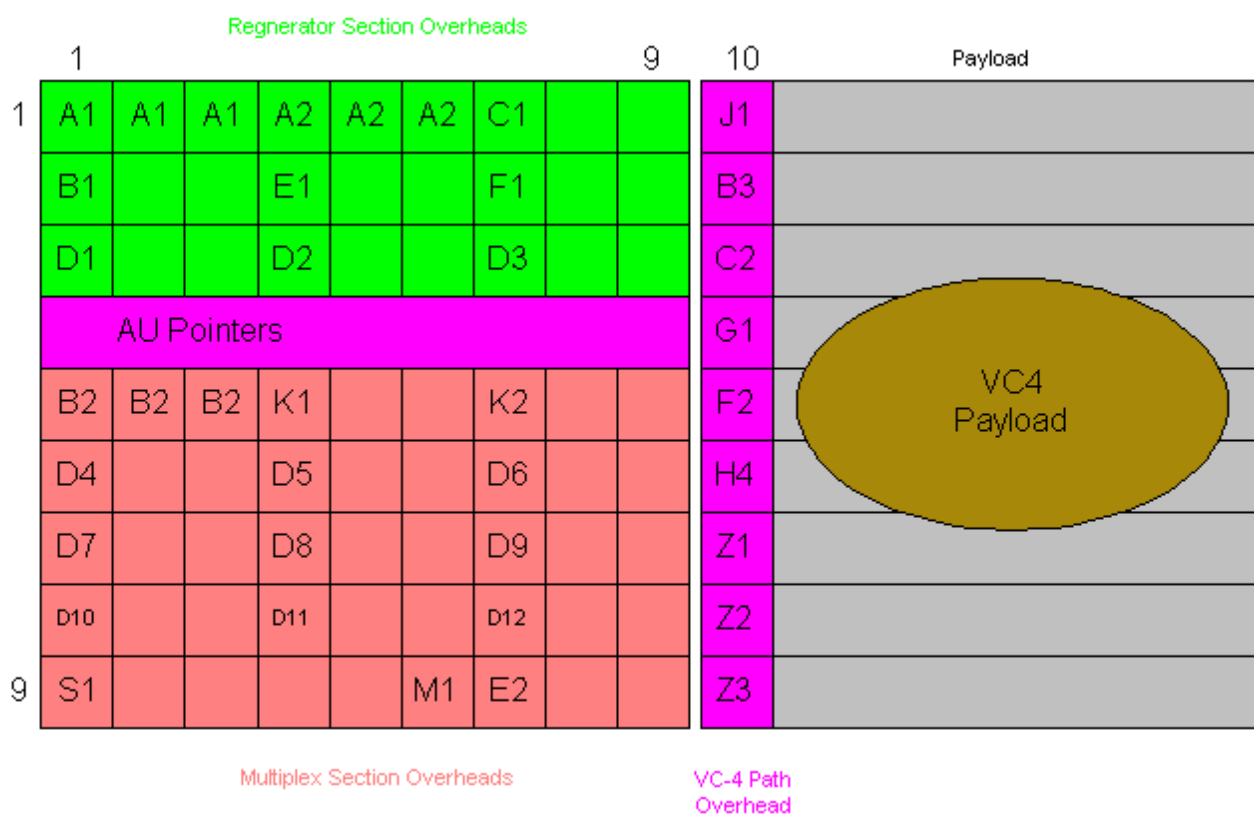 Regnerator Section Overheads
1 9 10 Payload
1 A1 A1 A1 A2 A2 A2 C1 J1
B1 E1 F1 B3
D1 D2 D3 C2
AU Pointers G1
B2 B2 B2 K1 K2 F2
D4 D5 D6 H4
D7 D8 D9 Z1
D10 D11 D12 Z2
9 S1 M1 E2 Z3
VC4
Payload
Multiplex Section Overheads
VC-4 Path
Overhead